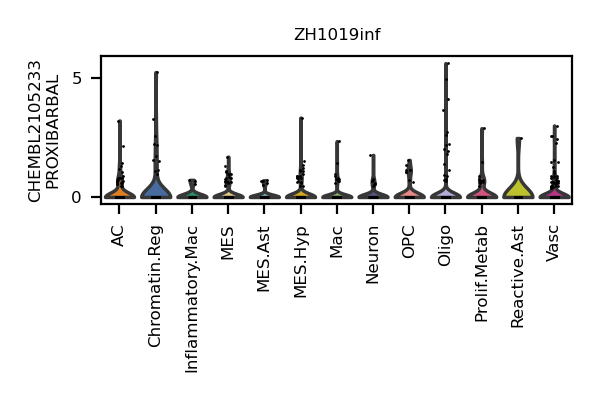 ZH1019inf
CHEMBL2105233
PROXIBARBAL
5
0
AC
Chromatin.Reg
Inflammatory.Mac
MES
MES.Ast
MES.Hyp
Mac
Neuron
OPC
Oligo
Prolif.Metab
Reactive.Ast
Vasc